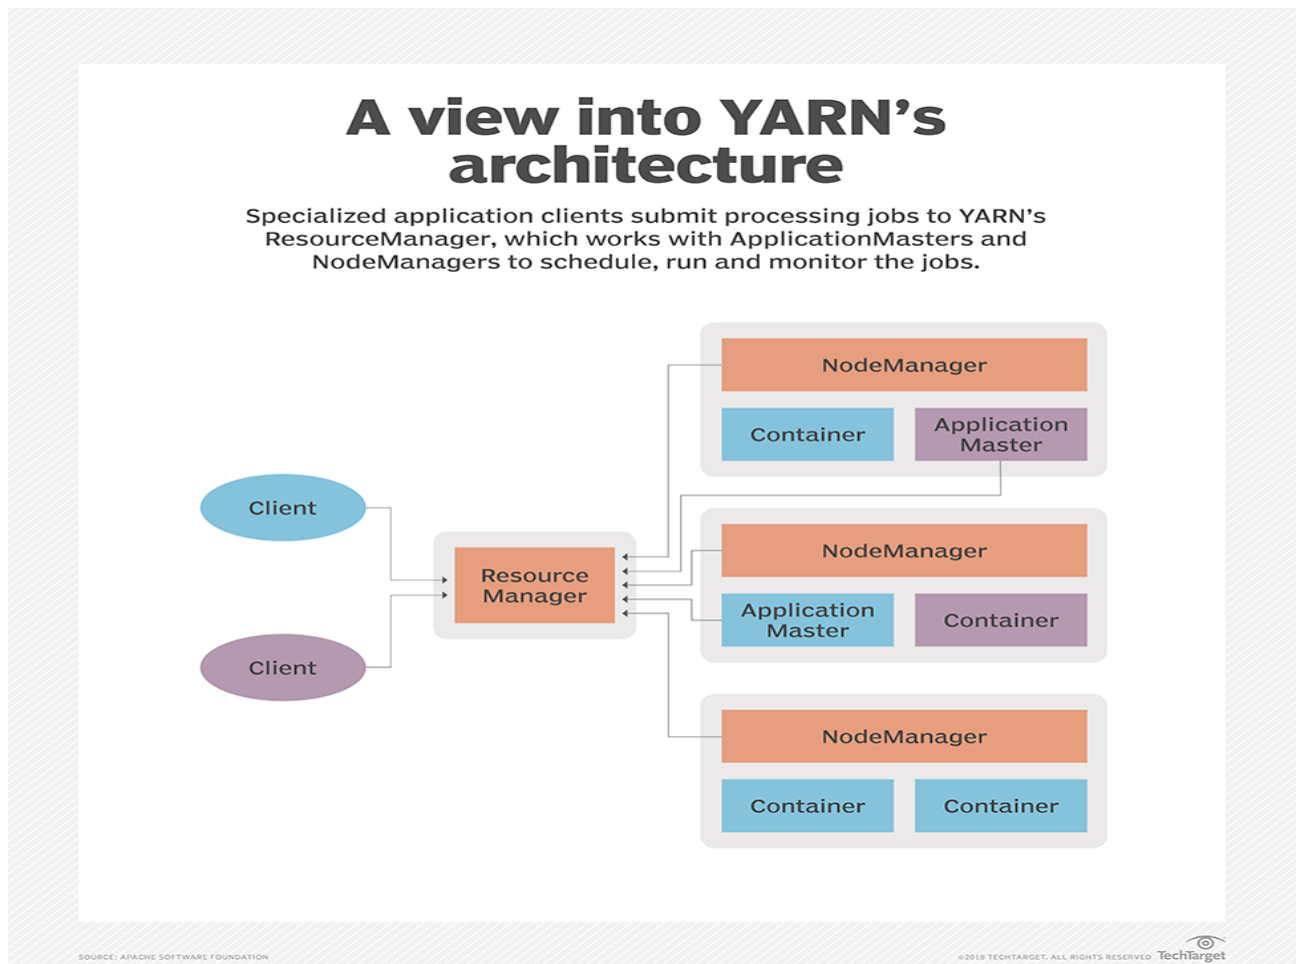 A view into YARN’s
architecture
Specialized application clients submit processing jobs to YARN’s
ResourceManager, which works with ApplicationMasters and
NodeManagers to schedule, run and monitor the jobs.
NodeManager
Container
Application
Master
Client
NodeManager
Resource
Manager
Application
Master
Container
Client
NodeManager
Container
Container
SOURCE: APACHE SOFTWARE FOUNDATION
©2018 TECHTARGET. ALL RIGHTS RESERVED
TechTarget